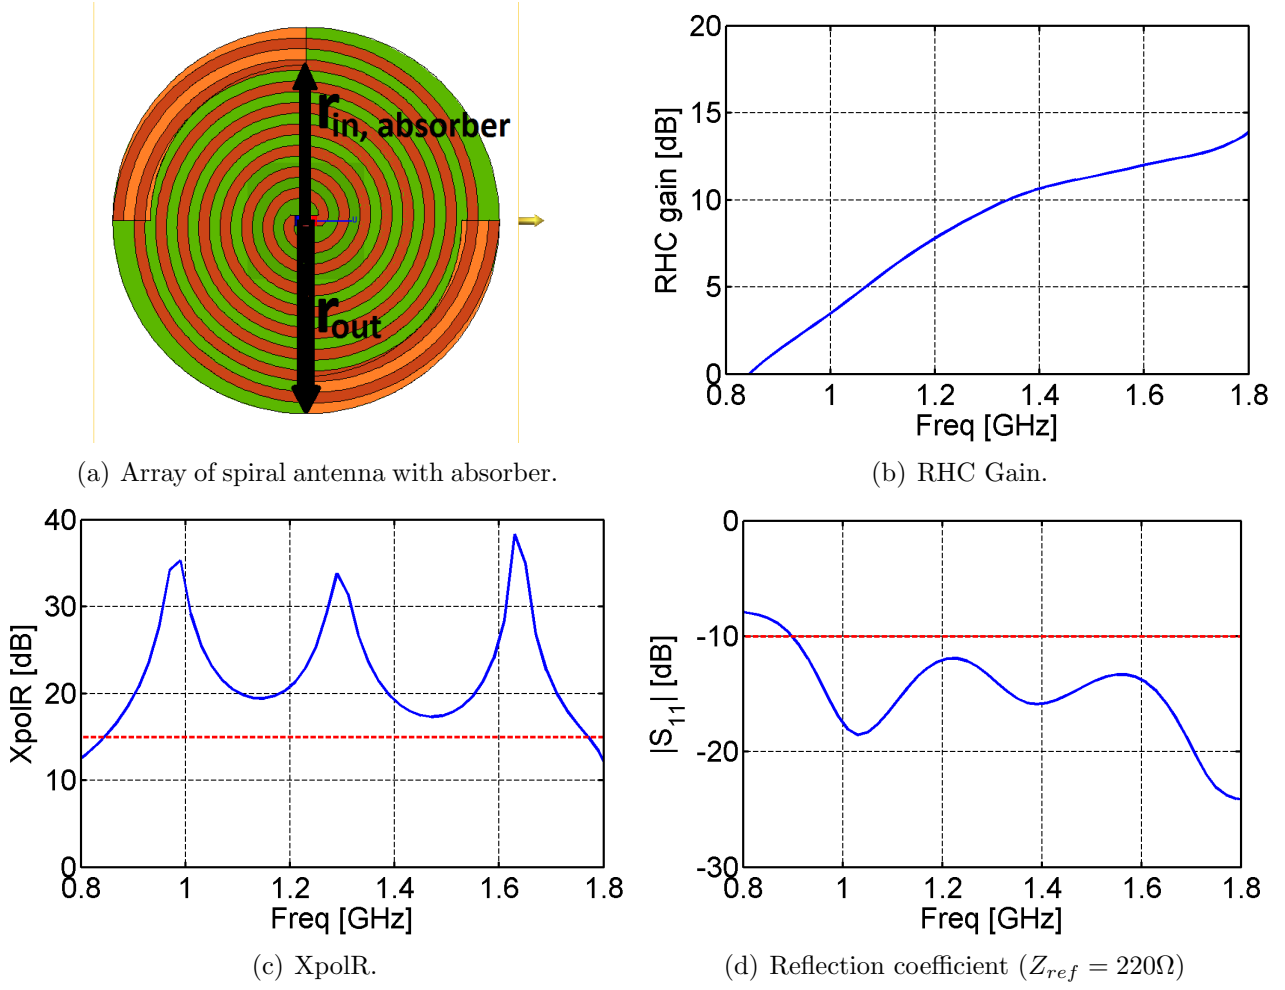 r
in, absorber
r
out
u
(a) Array of spiral antenna with absorber.
20
15
10
5
0
0.8
1
1.2
1.4
1.6
1.8
RHC gain [dB]
Freq [GHz]
(b) RHC Gain.
40
30
20
10
0
0.8
1
1.2
1.4
1.6
1.8
XpolR [dB]
Freq [GHz]
(c) XpolR.
0
-10
-20
-30
0.8
1
1.2
1.4
1.6
1.8
|S11| [dB]
Freq [GHz]
(d) Reflection coefficient (Zref = 220Ω)